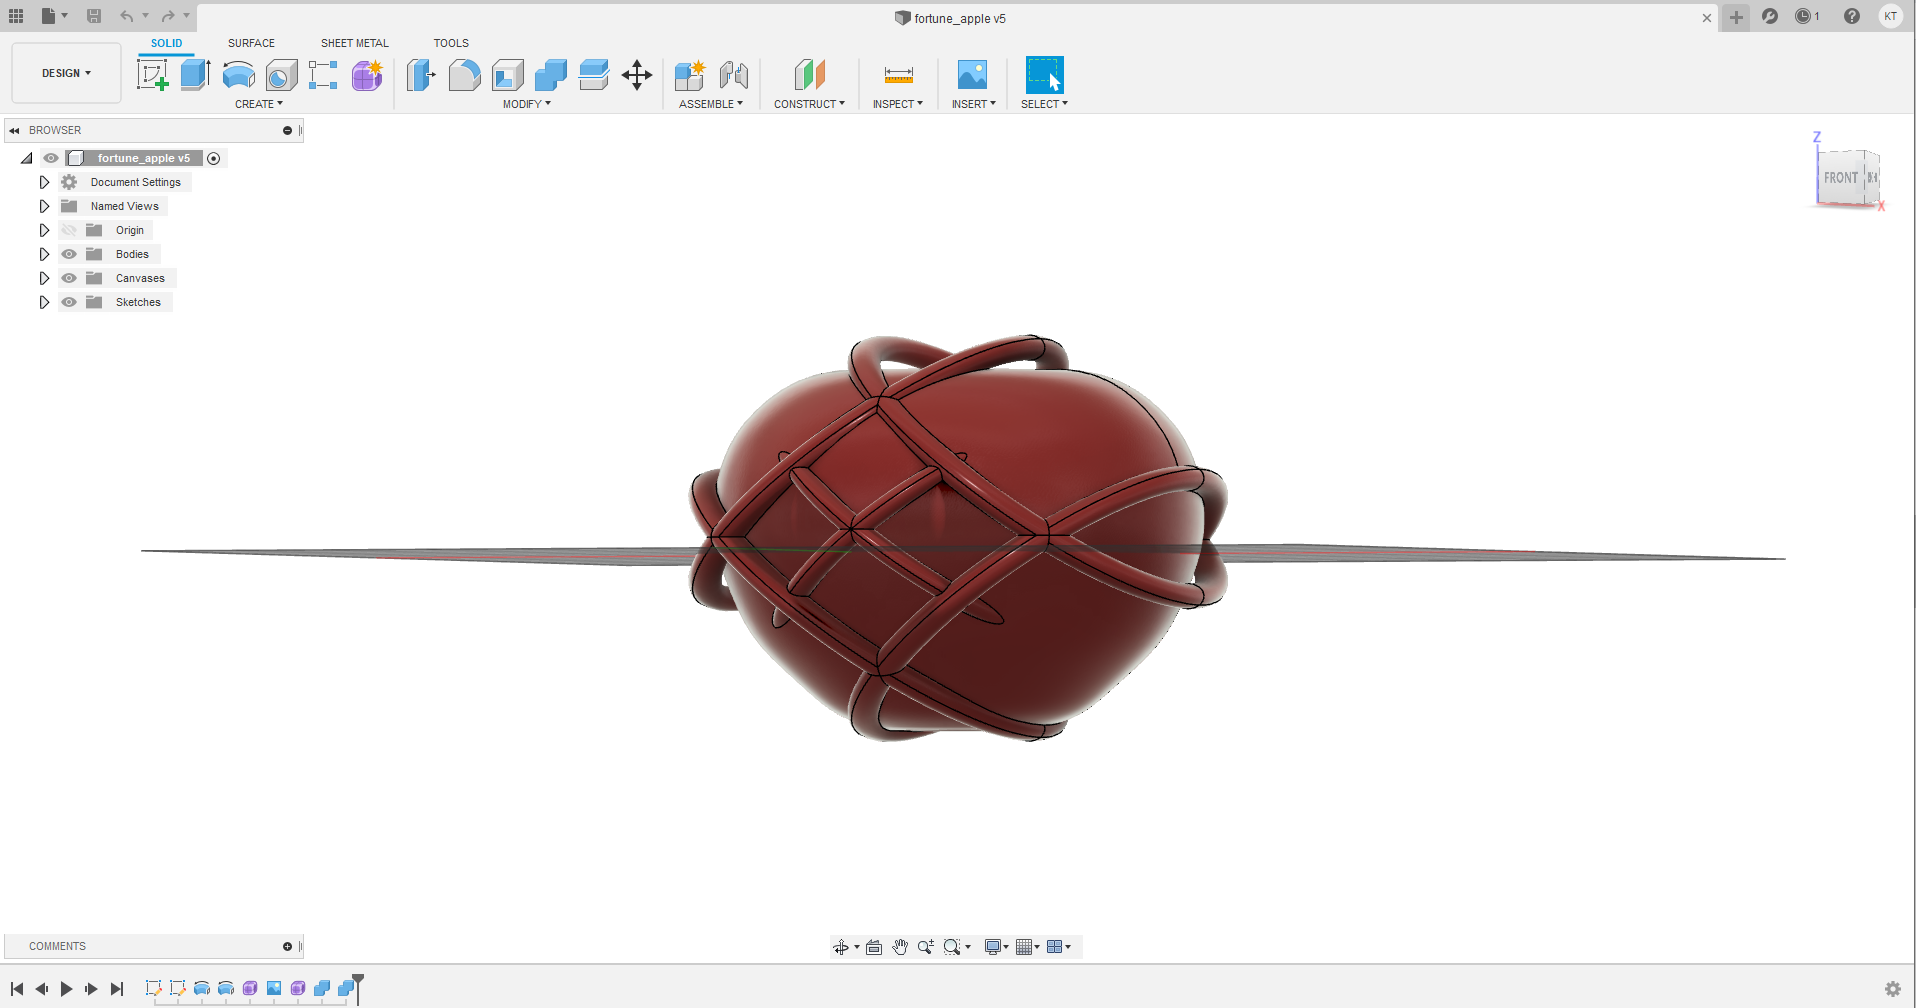 fortune_apple v5
1
KT
DESIGN
SOLID
SURFACE
SHEET METAL
TOOLS
CREATE
MODIFY
ASSEMBLE
CONSTRUCT
INSPECT
INSERT
SELECT
BROWSER
fortune_apple v5
Document Settings
Named Views
Origin
Bodies
Canvases
Sketches
Z
FRONT
X
COMMENTS